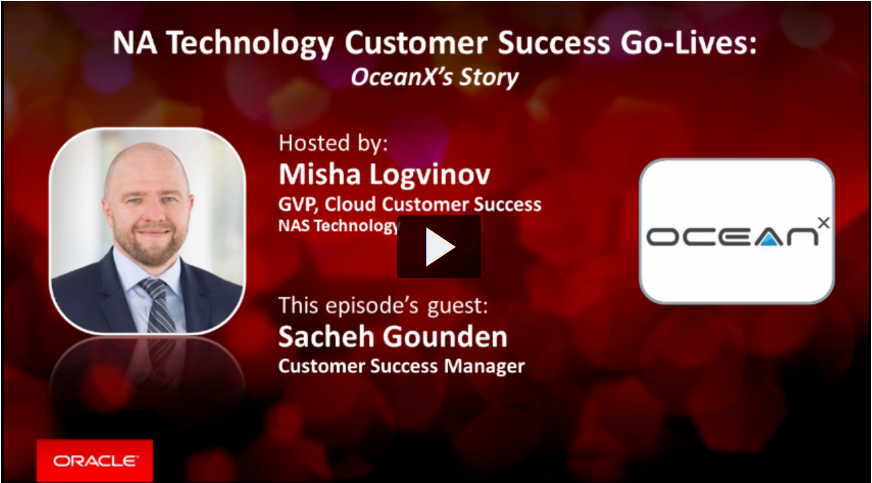 NA Technology Customer Success Go-Lives:
OceanX's Story
Hosted by:
Misha Logvinov
GVP, Cloud Customer Success
NAS Technology
OCEANX
This episode's guest:
Sacheh Gounden
Customer Success Manager
ORACLE